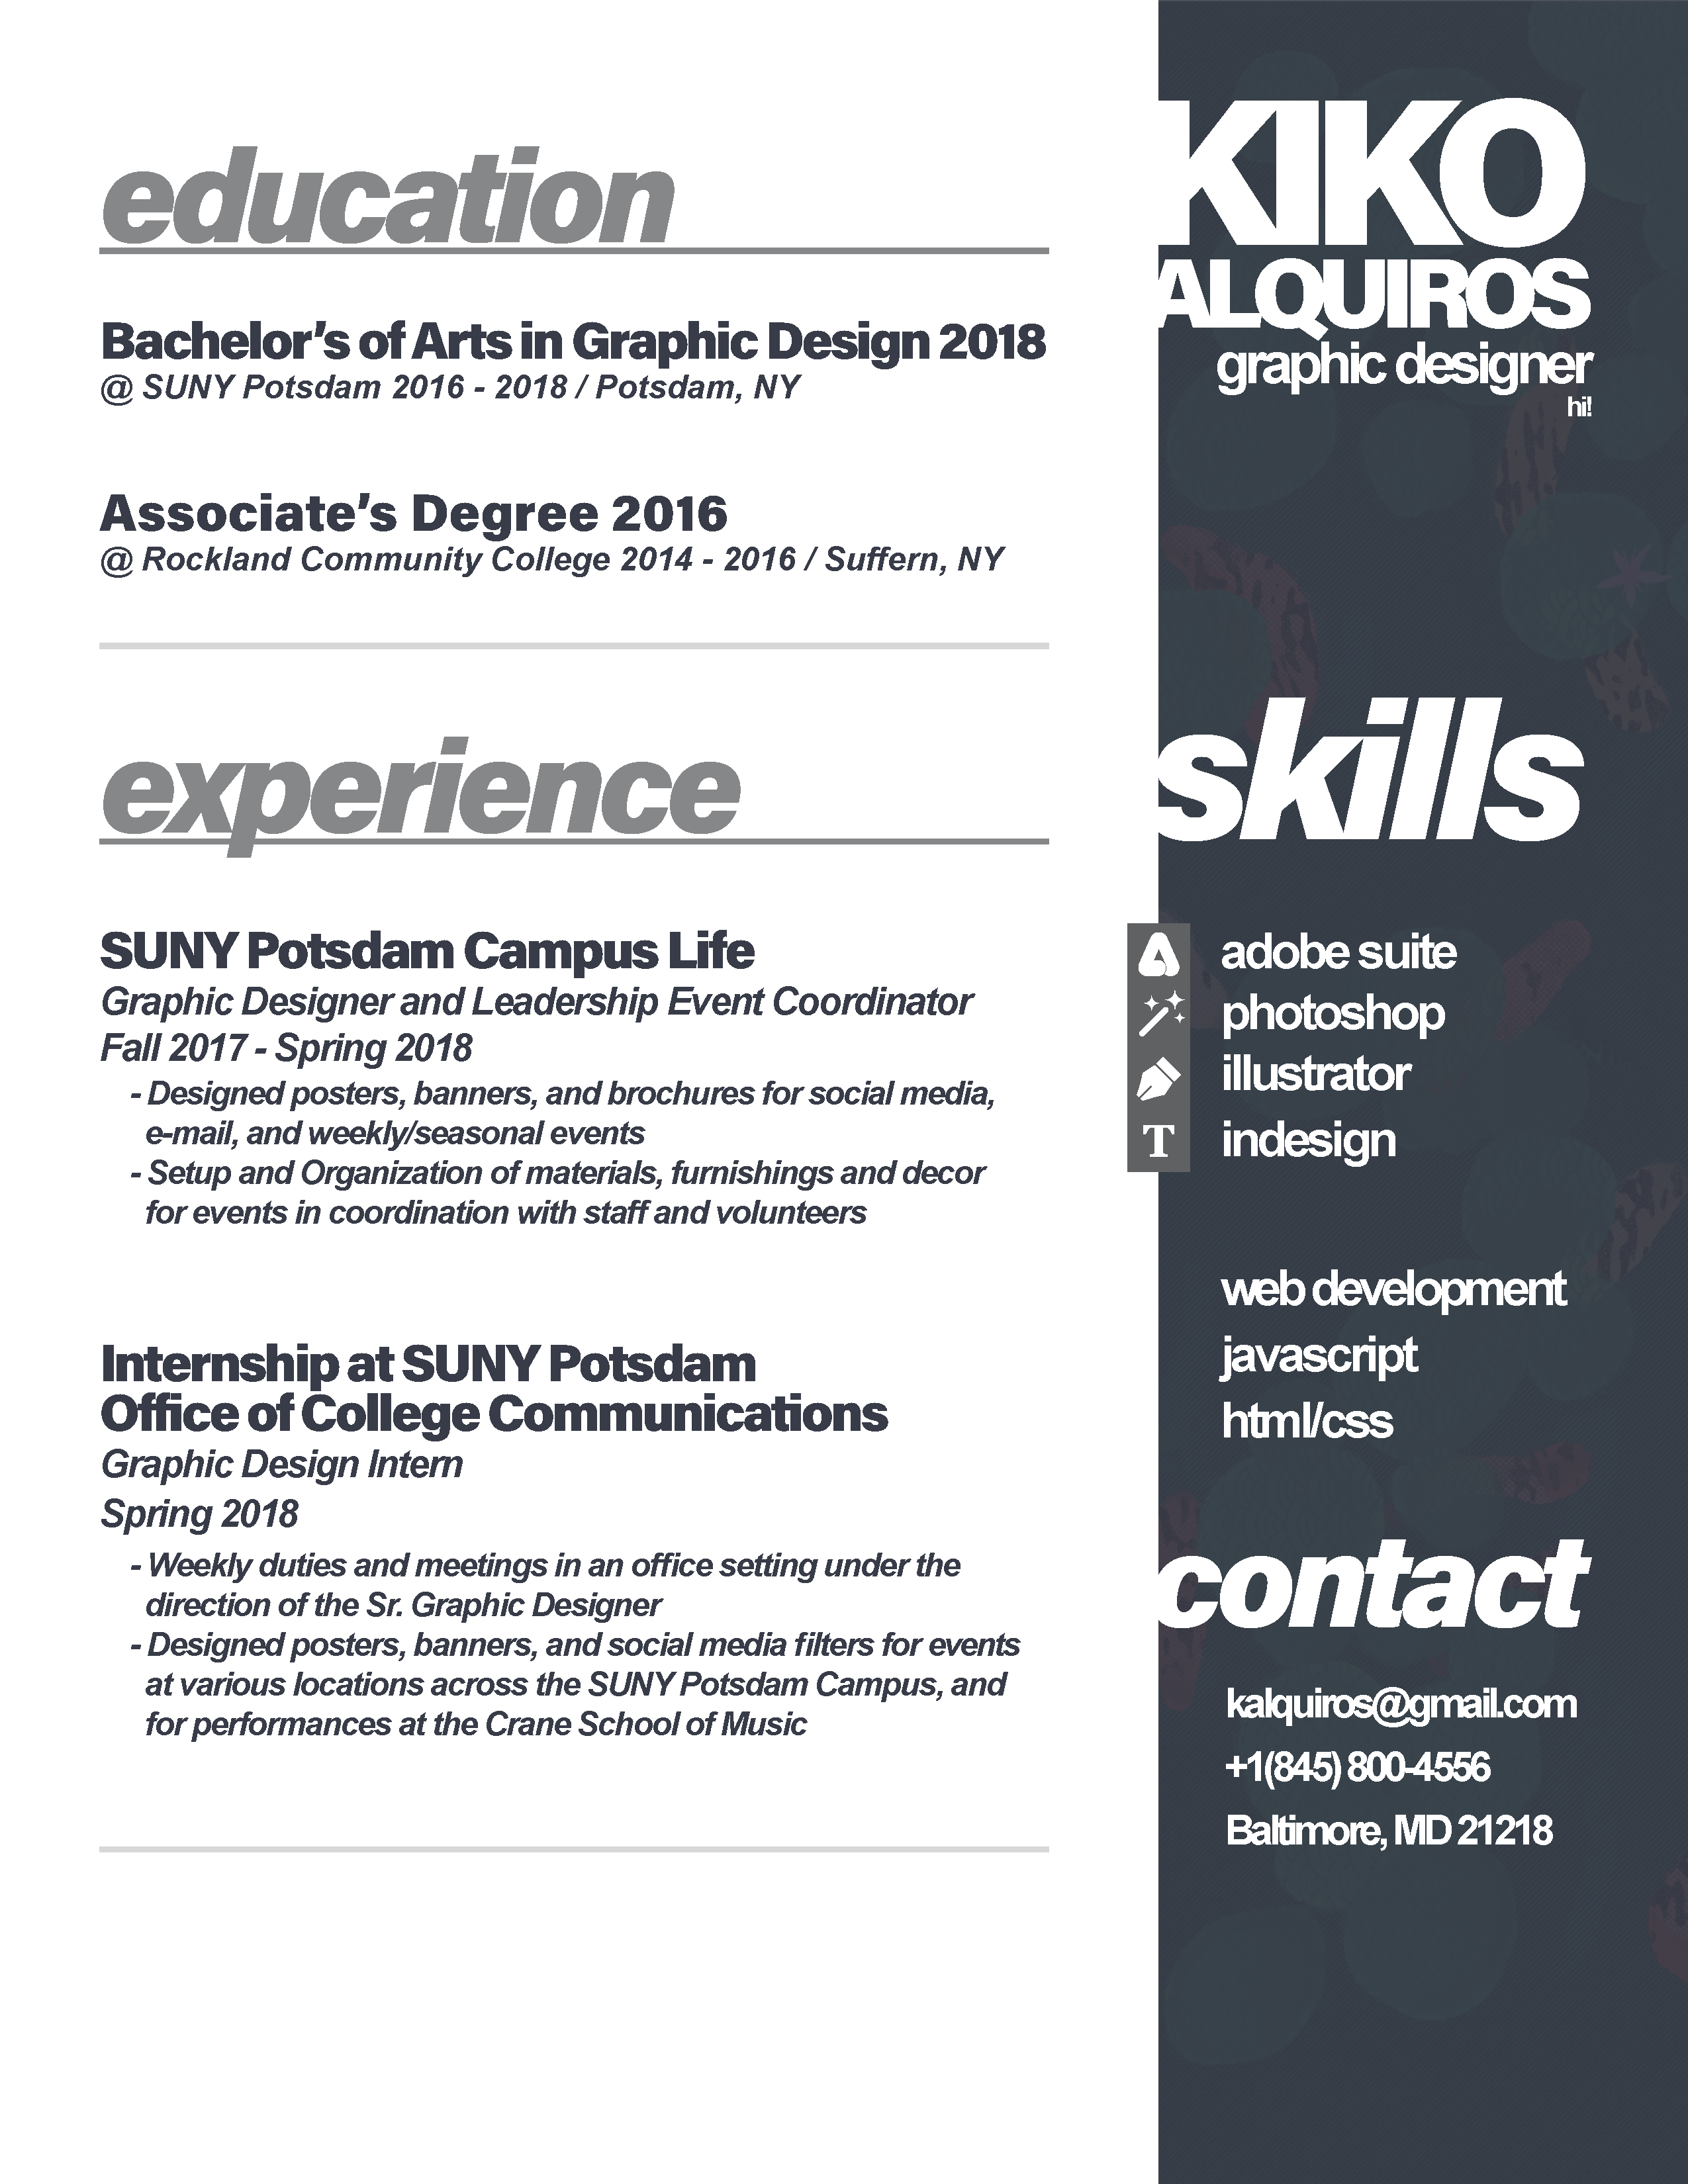 education
Bachelor's of Arts in Graphic Design 2018
@ SUNY Potsdam 2016 - 2018 / Potsdam, NY
Associate's Degree 2016
@ Rockland Community College 2014 - 2016 / Suffern, NY
experience
SUNY Potsdam Campus Life
Graphic Designer and Leadership Event Coordinator
Fall 2017 - Spring 2018
- Designed posters, banners, and brochures for social media,
e-mail, and weekly/seasonal events
- Setup and Organization of materials, furnishings and decor
for events in coordination with staff and volunteers
Internship at SUNY Potsdam
Office of College Communications
Graphic Design Intern
Spring 2018
- Weekly duties and meetings in an office setting under the
direction of the Sr. Graphic Designer
- Designed posters, banners, and social media filters for events
at various locations across the SUNY Potsdam Campus, and
for performances at the Crane School of Music
KIKO
ALQUIROS
graphic designer
hi!
skills
adobe suite
photoshop
illustrator
T indesign
web development
javascript
html/css
contact
kalquiros@gmail.com
+1(845) 800-4556
Baltimore, MD 21218